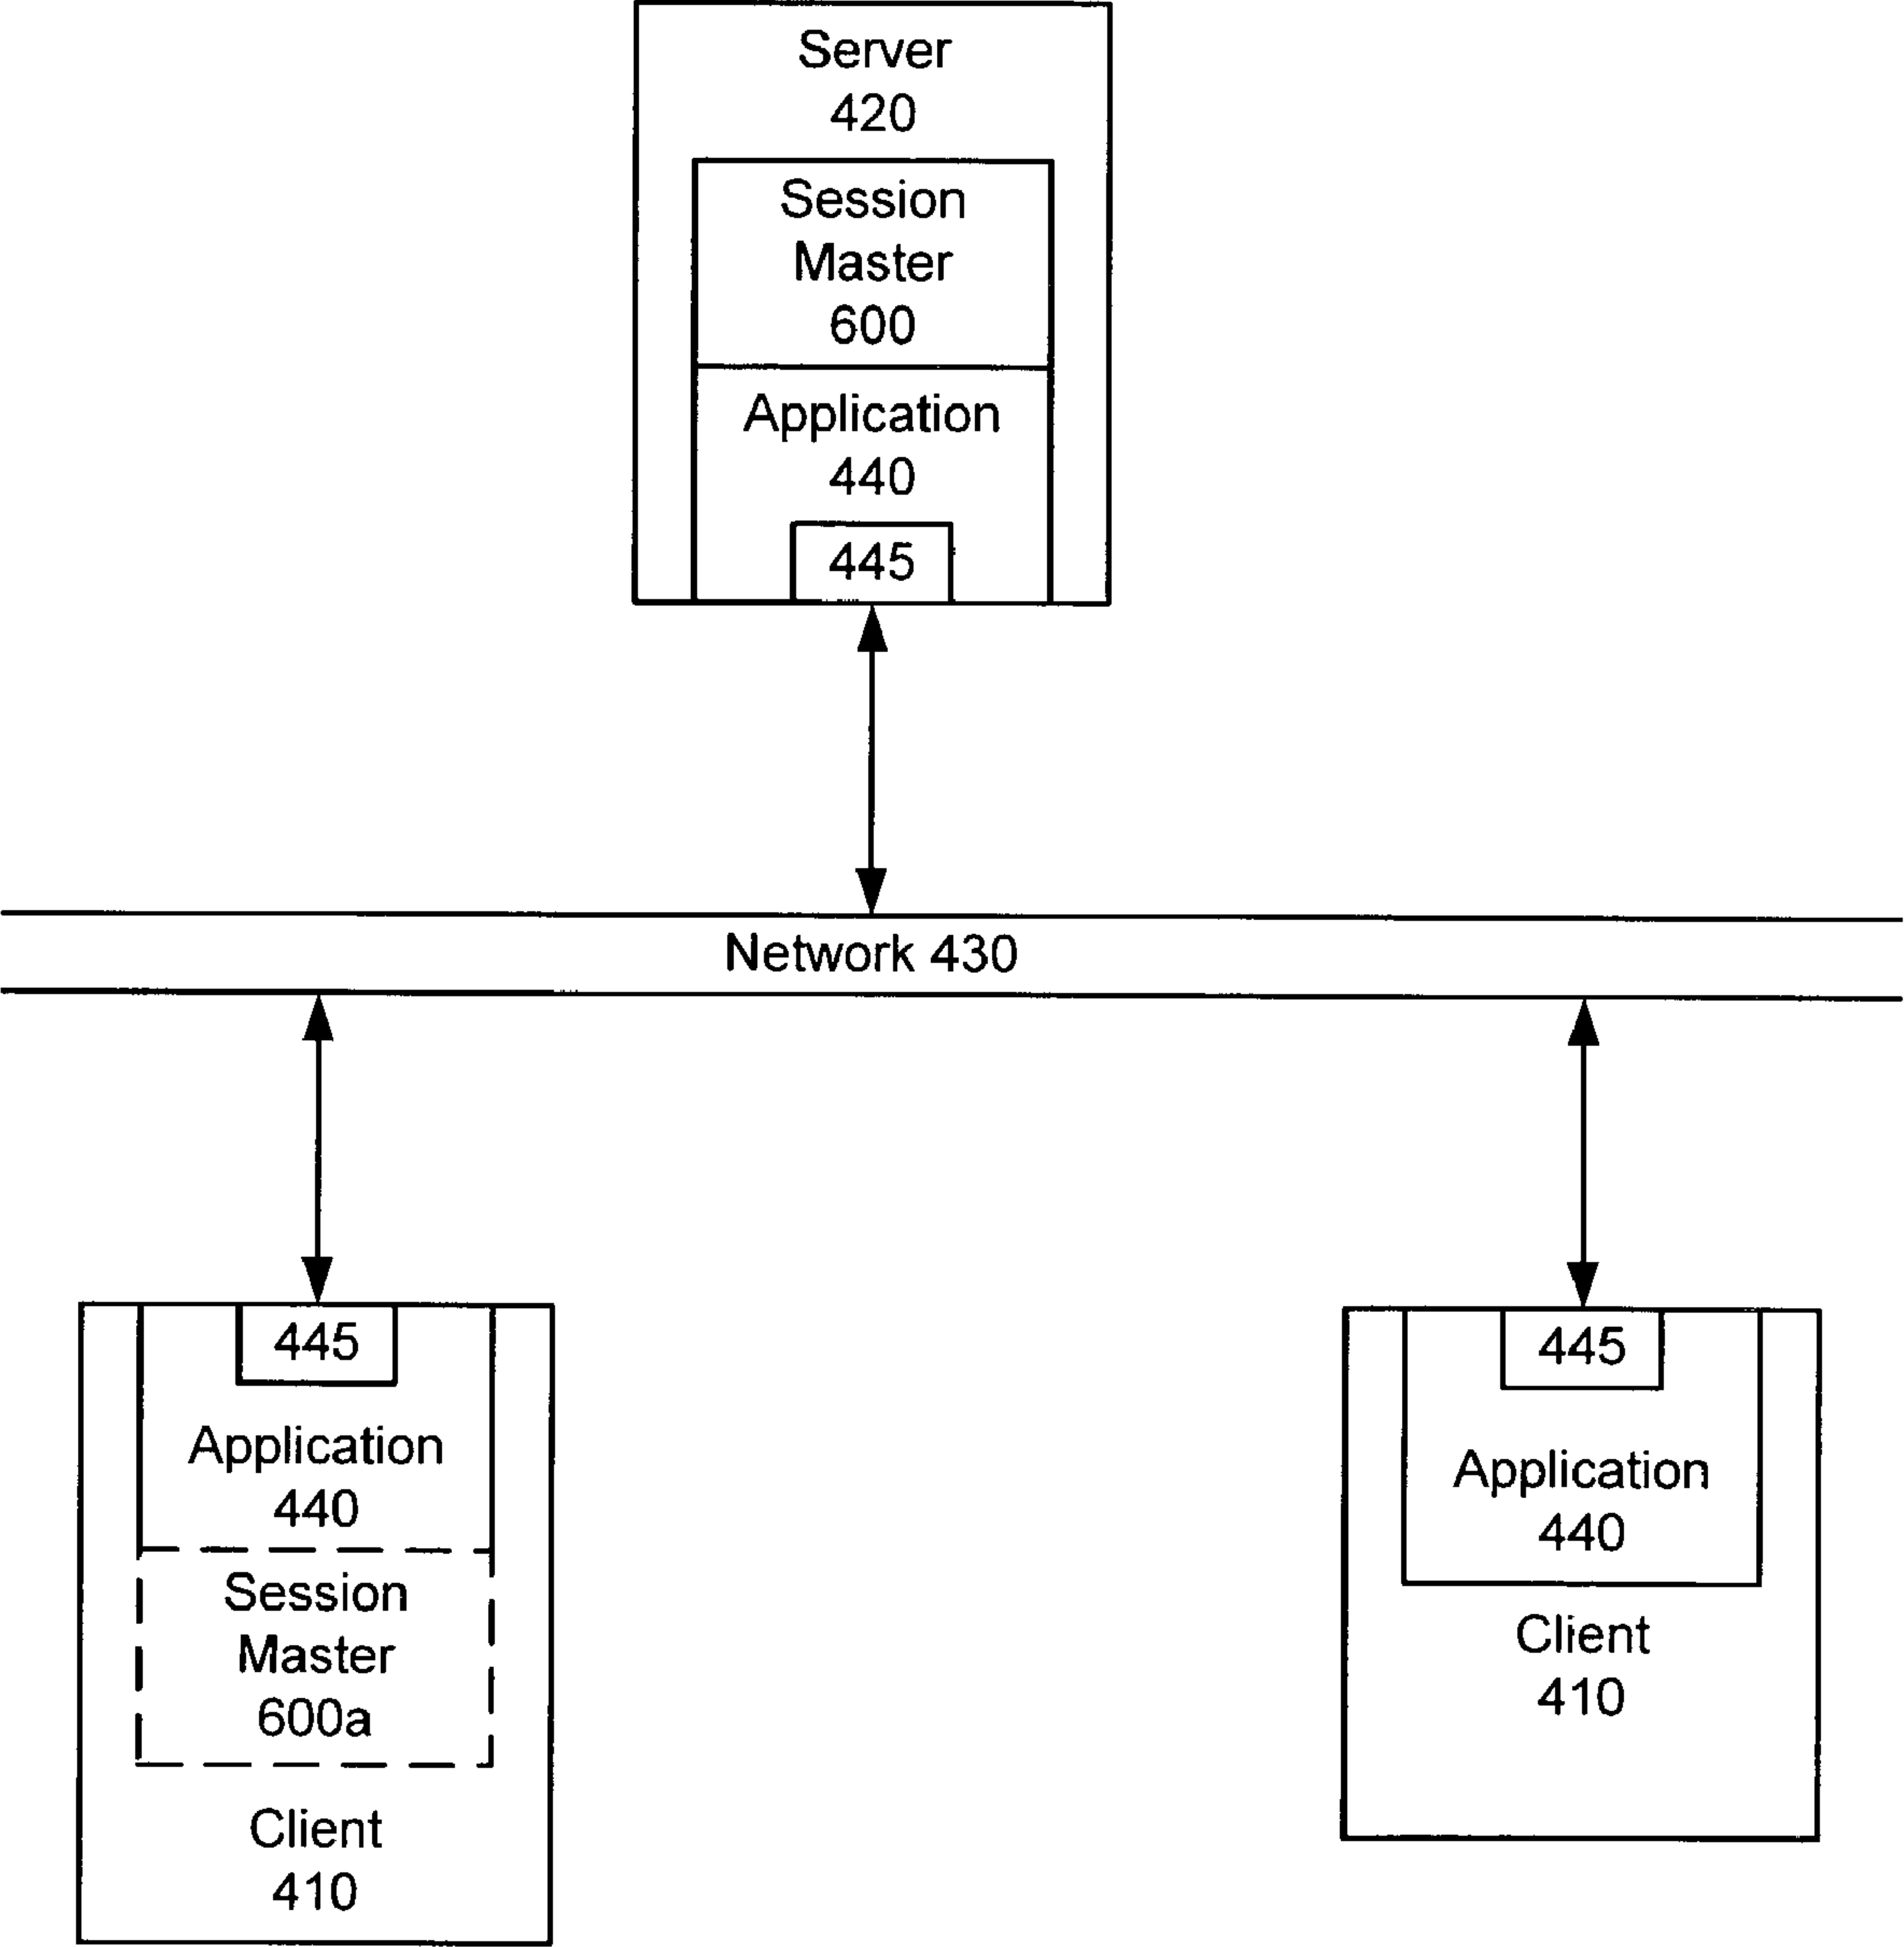 Server
420
Session
Master
600
Application
440
445
Network 430
445
Application
440
Session
Master
600a
Client
410
445
Application
440
Client
410